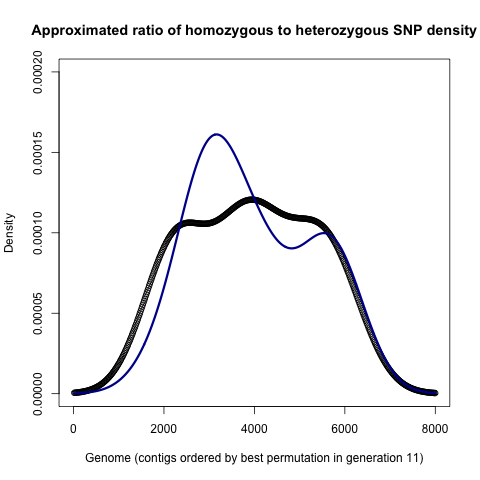 Approximated ratio of homozygous to heterozygous SNP density
0.00020
0.00015
0.00010
0.00005
0.00000
Density
0 2000 4000 6000 8000
Genome (contigs ordered by best permutation in generation 11)